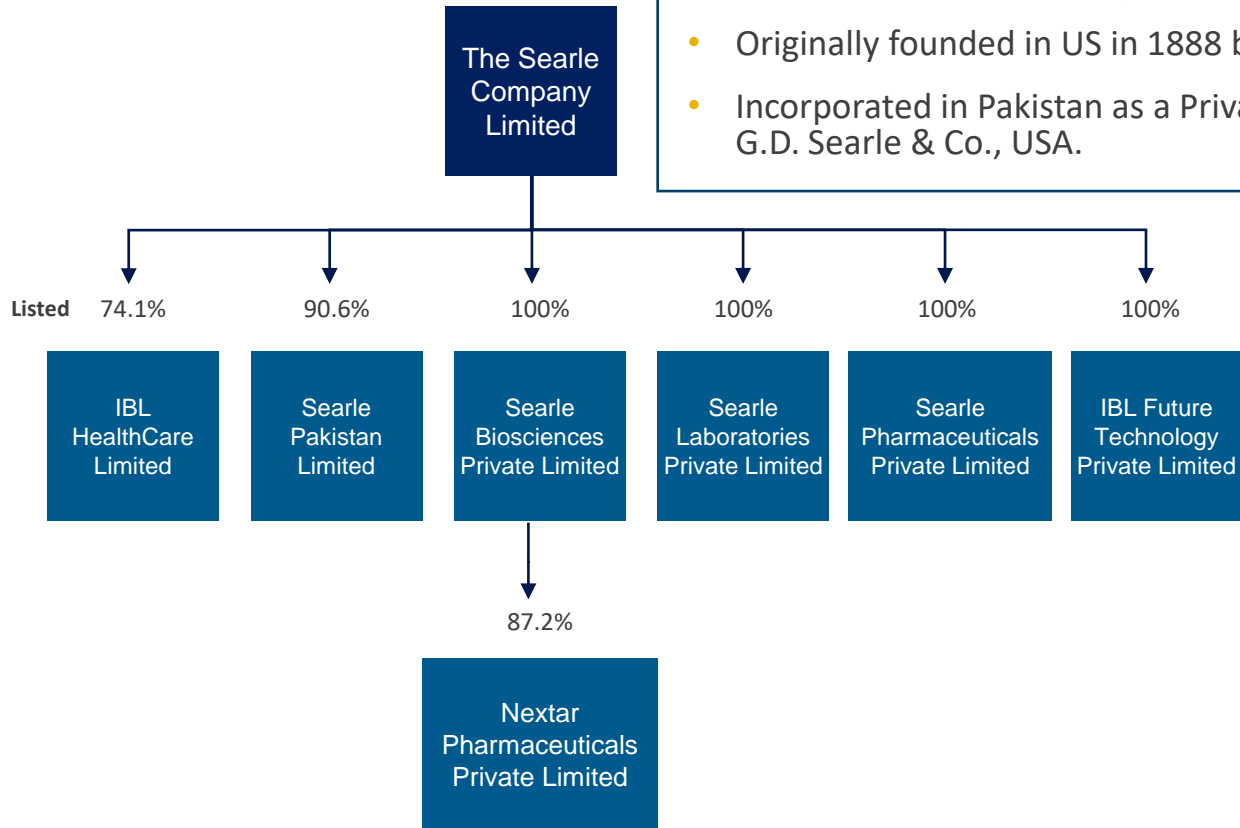 The Searle
Company
Limited
• Originally founded in US in 1888
• Incorporated in Pakistan as a
G.D. Searle & Co., USA.
Listed 74.1% 90.6% 100% 100% 100% 100%
IBL
HealthCare
Limited
Searle
Pakistan
Limited
Searle
Biosciences
Private Limited
Searle
Laboratories
Private Limited
Searle
Pharmaceuticals
Private Limited
IBL Future
Technology
Private Limited
87.2%
Nextar
Pharmaceuticals
Private Limited